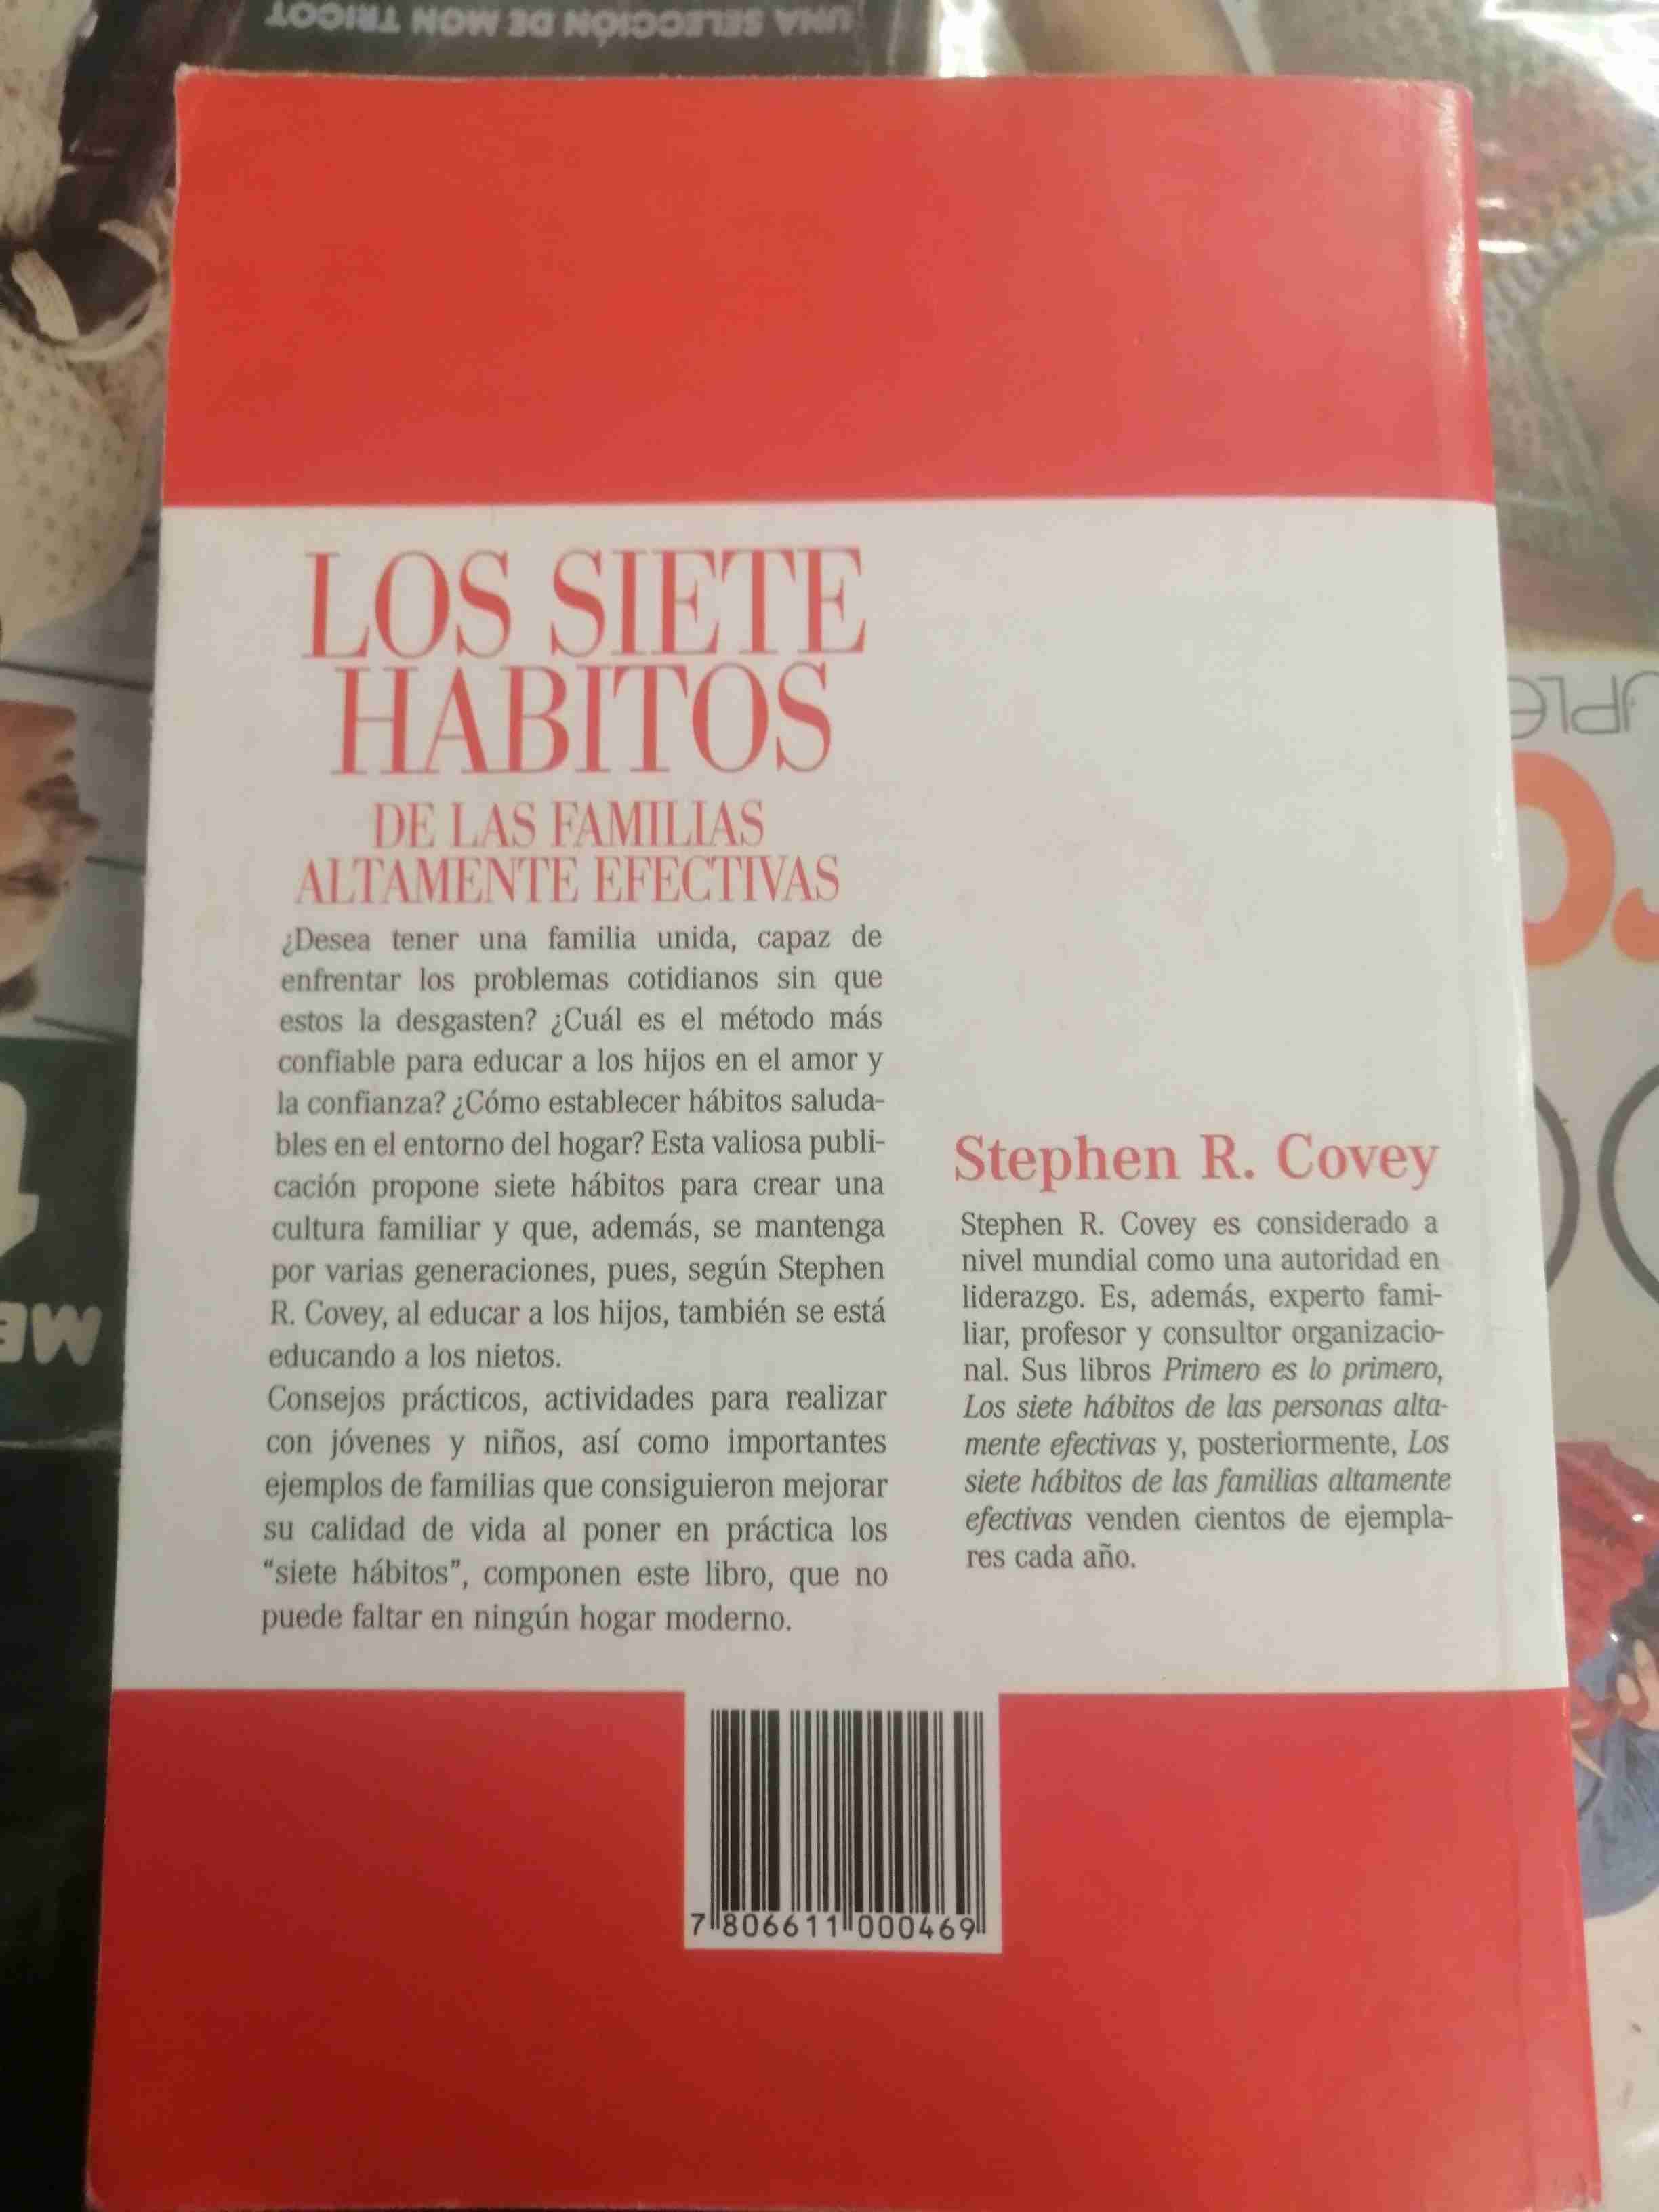 UNA SELECCIÓN DE MON TRICOT
LOS SIETE
HABITOS
DE LAS FAMILIAS
ALTAMENTE EFECTIVAS
¿Desea tener una familia unida, capaz de
enfrentar los problemas cotidianos sin que
estos la desgasten? ¿Cuál es el método más
confiable para educar a los hijos en el amor y
la confianza? ¿Cómo establecer hábitos saluda-
bles en el entorno del hogar? Esta valiosa publi-
cación propone siete hábitos para crear una
cultura familiar y que, además, se mantenga
por varias generaciones, pues, según Stephen
R. Covey, al educar a los hijos, también se está
educando a los nietos.
Consejos prácticos, actividades para realizar
con jóvenes y niños, así como importantes
ejemplos de familias que consiguieron mejorar
su calidad de vida al poner en práctica los
“siete hábitos”, componen este libro, que no
puede faltar en ningún hogar moderno.
Stephen R. Covey
Stephen R. Covey es considerado a
nivel mundial como una autoridad en
liderazgo. Es, además, experto fami-
liar, profesor y consultor organizacio-
nal. Sus libros Primero es lo primero,
Los siete hábitos de las personas alta-
mente efectivas y, posteriormente, Los
siete hábitos de las familias altamente
efectivas venden cientos de ejempla-
res cada año.
7 806611 000469